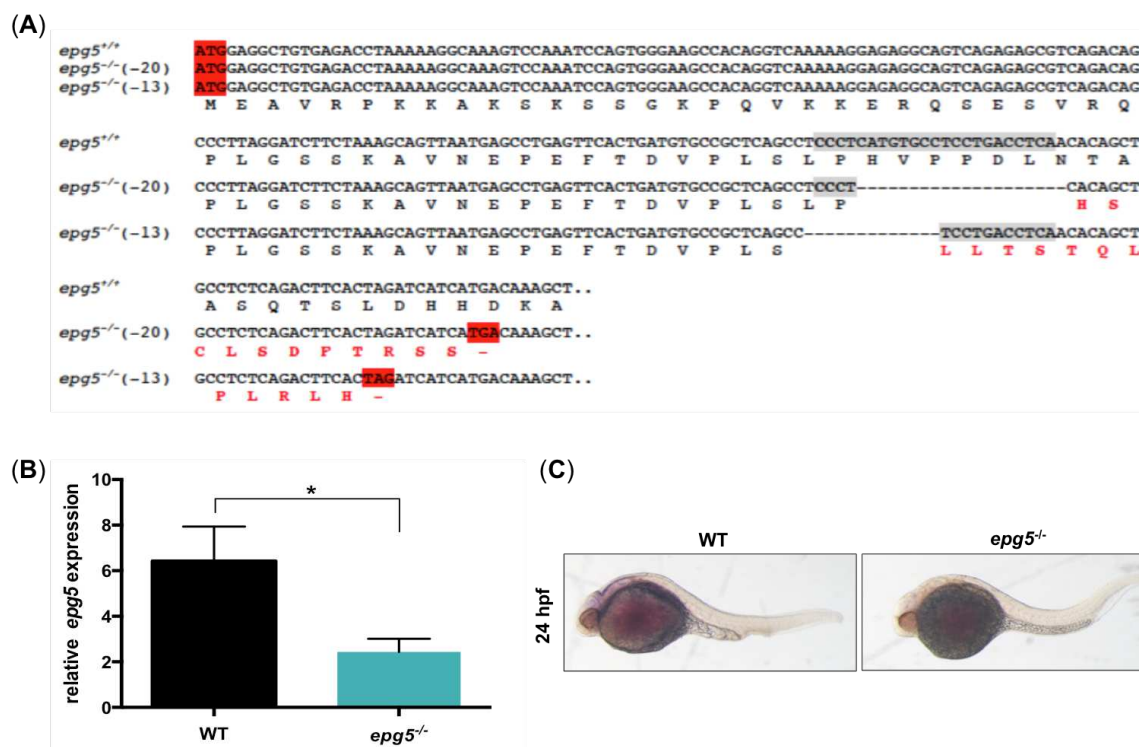 (A)
epg5+/+ ATGGAGGCTGTGAGACCTAAAAAGGCAAAGTCCAAATCCAGTGGGAAGCCACAGGTCAAAAAGGAGAGGCAGTCAGAGAGCGTCAGACAG
epg5-/-(-20) ATGGAGGCTGTGAGACCTAAAAAGGCAAAGTCCAAATCCAGTGGGAAGCCACAGGTCAAAAAGGAGAGGCAGTCAGAGAGCGTCAGACAG
epg5-/-(-13) ATGGAGGCTGTGAGACCTAAAAAGGCAAAGTCCAAATCCAGTGGGAAGCCACAGGTCAAAAAGGAGAGGCAGTCAGAGAGCGTCAGACAG
M E A V R P K K A K S K S S G K P Q V K K E R Q S E S V R Q
epg5+/+ CCCTTAGGATCTTCTAAAGCAGTTAATGAGCCTGAGTTCACTGATGTGCCGCTCAGCCTCCCTCATGTGCCTCCTGACCTCAACACAGCT
P L G S S K A V N E P E F T D V P L S L P H V P P D L N T A
epg5-/-(-20) CCCTTAGGATCTTCTAAAGCAGTTAATGAGCCTGAGTTCACTGATGTGCCGCTCAGCCTCCCT--------------------CACAGCT
P L G S S K A V N E P E F T D V P L S L P H S
epg5-/-(-13) CCCTTAGGATCTTCTAAAGCAGTTAATGAGCCTGAGTTCACTGATGTGCCGCTCAGCC-------------TCCTGACCTCAACACAGCT
P L G S S K A V N E P E F T D V P L S L L T S T Q L
epg5+/+ GCCTCTCAGACTTCACTAGATCATCATGACAAAGCT..
A S Q T S L D H H D K A
epg5-/-(-20) GCCTCTCAGACTTCACTAGATCATCATGACAAAGCT..
C L S D F T R S S -
epg5-/-(-13) GCCTCTCAGACTTCACTAGATCATCATGACAAAGCT..
P L R L H -
(B)
relative epg5 expression
10
8
6
4
2
0
*
WT epg5-/-
(C)
WT epg5-/-
24 hpf